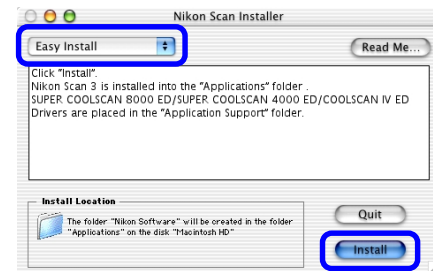 Nikon Scan Installer
Easy Install
Read Me...
Click "Install".
Nikon Scan 3 is installed into the "Applications" folder .
SUPER COOLSCAN 8000 ED/SUPER COOLSCAN 4000 ED/COOLSCAN IV ED
Drivers are placed in the "Application Support" folder.
Install Location
The folder "Nikon Software" will be created in the folder
"Applications" on the disk "Macintosh HD"
Quit
Install